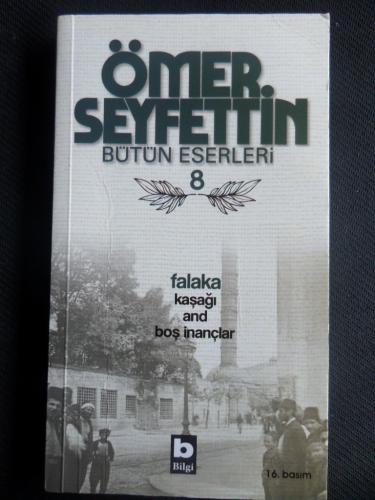 ÖMER
SEYFETTİN
BÜTÜN ESERLERİ
8
falaka
kaşağı
and
boş inançlar
b
Bilgi
16. basım